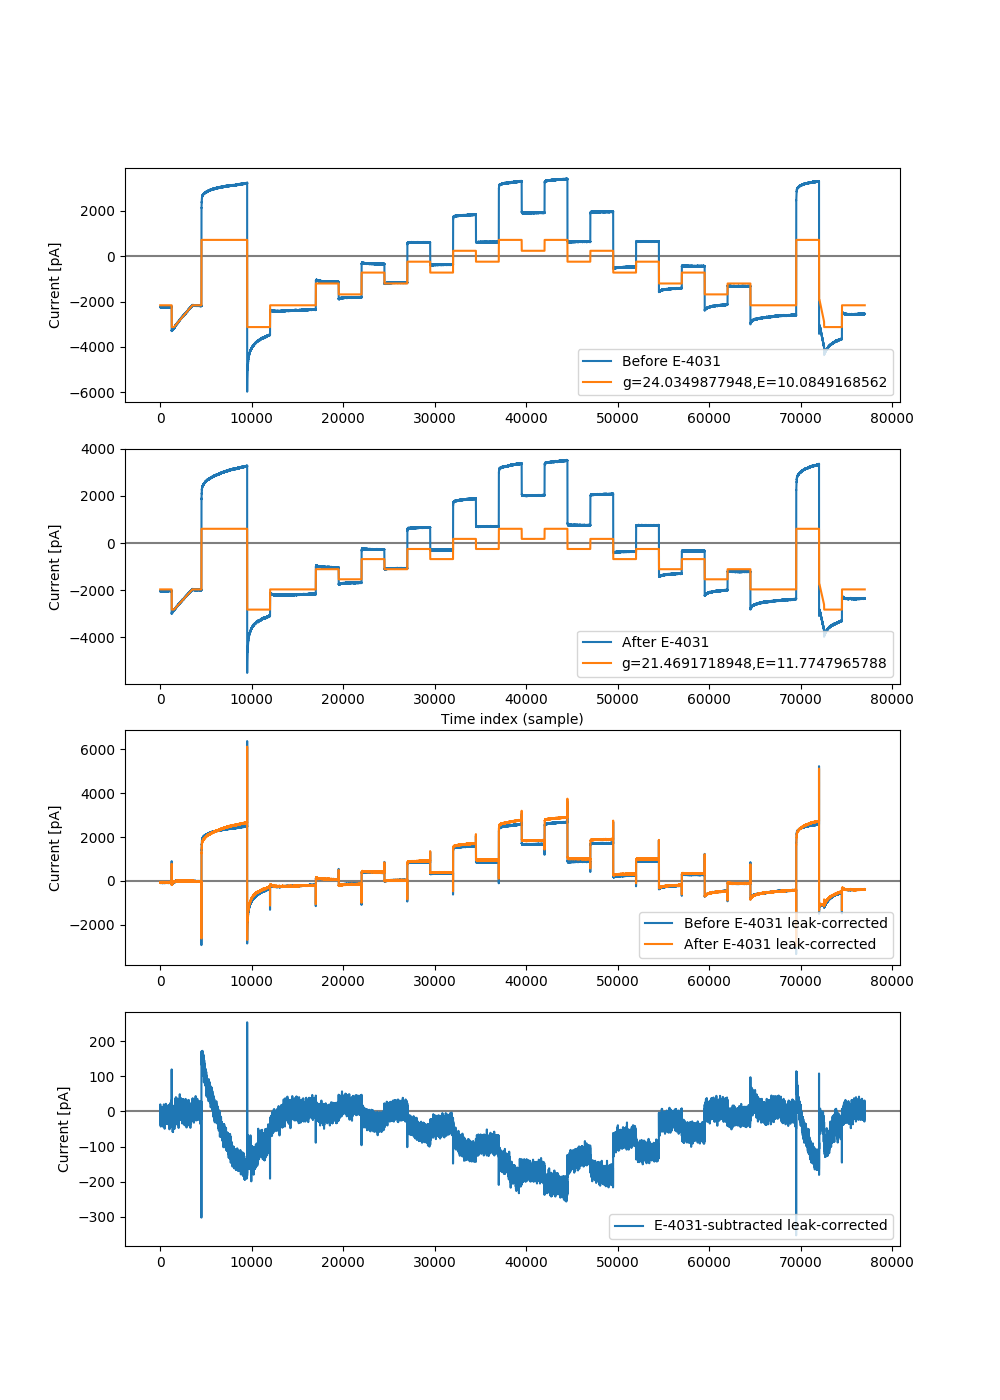 2000
0
−2000
−4000
−6000
Current [pA]
Before E-4031
g=24.0349877948,E=10.0849168562
0 10000 20000 30000 40000 50000 60000 70000 80000
4000
2000
0
−2000
−4000
Current [pA]
After E-4031
g=21.4691718948,E=11.7747965788
0 10000 20000 30000 40000 50000 60000 70000 80000
Time index (sample)
6000
4000
2000
0
−2000
Current [pA]
Before E-4031 leak-corrected
After E-4031 leak-corrected
0 10000 20000 30000 40000 50000 60000 70000 80000
200
100
0
−100
−200
−300
Current [pA]
E-4031-subtracted leak-corrected
0 10000 20000 30000 40000 50000 60000 70000 80000